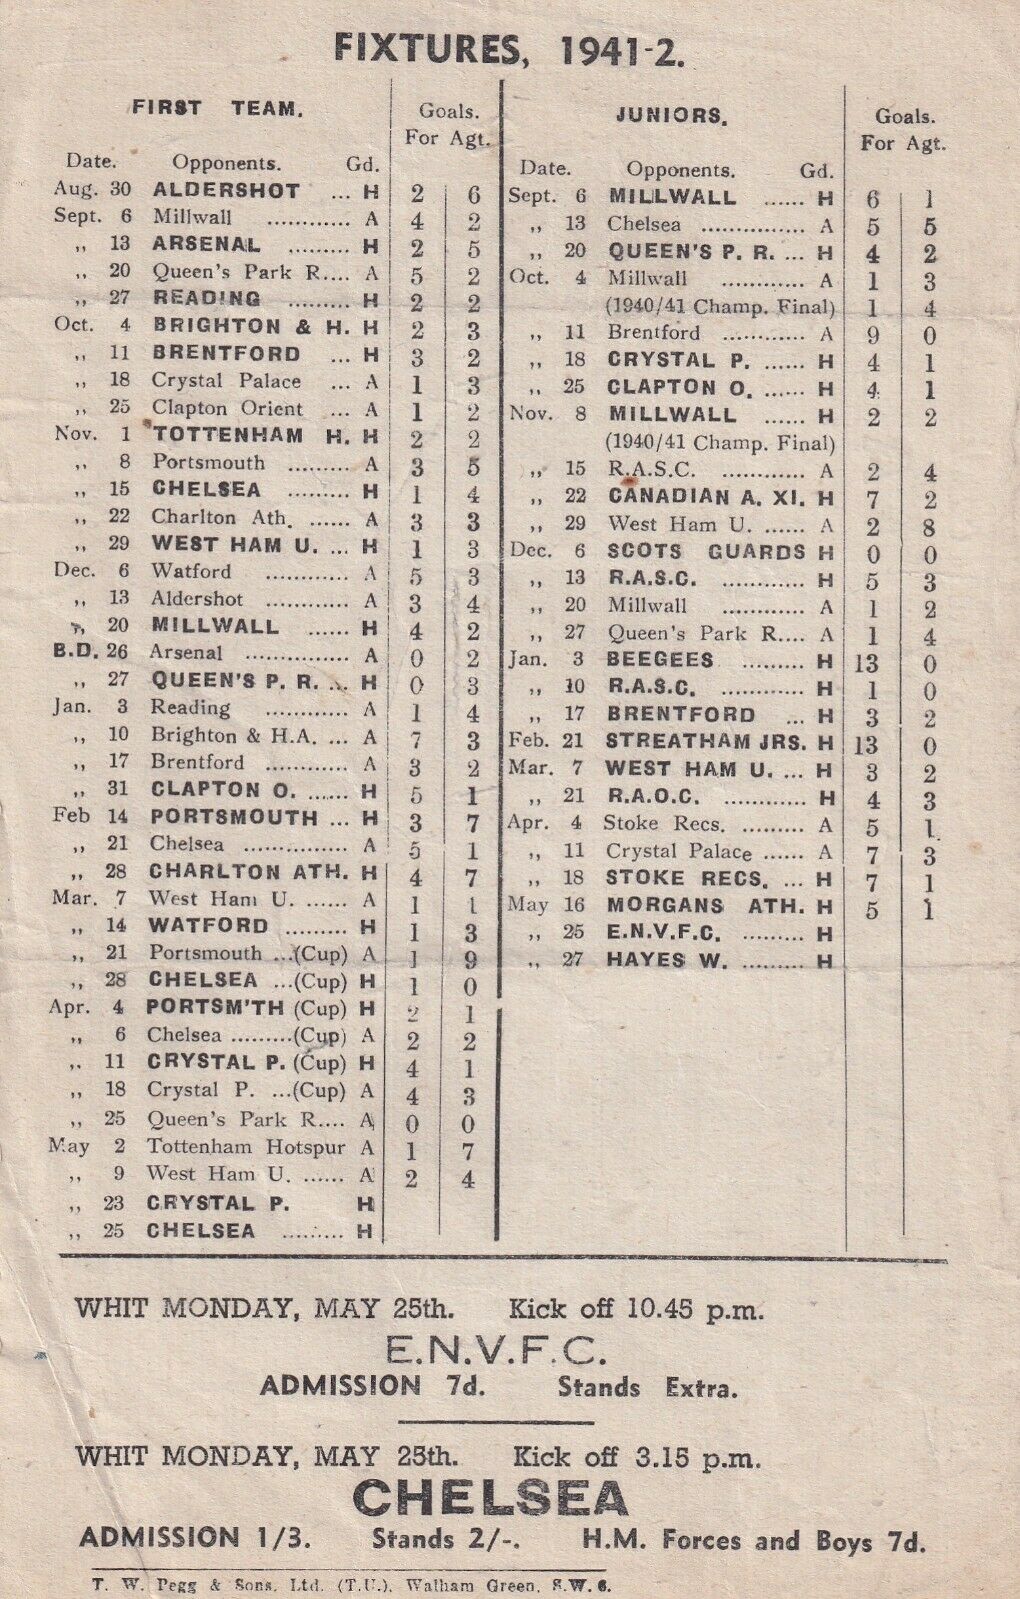 FIXTURES, 1941-2.
FIRST TEAM. Goals.
For Agt.
Date. Opponents. Gd.
Aug. 30 ALDERSHOT ... H 2 6
Sept. 6 Millwall ............ A 4 2
,, 13 ARSENAL ......... H 2 5
,, 20 Queen's Park R.... A 5 2
,, 27 READING ......... H 2 2
Oct. 4 BRIGHTON & H. H 2 3
,, 11 BRENTFORD ... H 3 2
,, 18 Crystal Palace ... A 1 3
,, 25 Clapton Orient ... A 1 2
Nov. 1 TOTTENHAM H. H 2 2
,, 8 Portsmouth ......... A 3 5
,, 15 CHELSEA ......... H 1 4
,, 22 Charlton Ath. ...... A 3 3
,, 29 WEST HAM U. ... H 1 3
Dec. 6 Watford ............ A 5 3
,, 13 Aldershot ............ A 3 4
,, 20 MILLWALL ...... H 4 2
B.D. 26 Arsenal ............... A 0 2
,, 27 QUEEN'S P. R. ... H 0 3
Jan. 3 Reading ............ A 1 4
,, 10 Brighton & H.A. ... A 7 3
,, 17 Brentford ............ A 3 2
,, 31 CLAPTON O. ...... H 5 1
Feb 14 PORTSMOUTH ... H 3 7
,, 21 Chelsea ............... A 5 1
,, 28 CHARLTON ATH. H 4 7
Mar. 7 West Ham U. ...... A 1 1
,, 14 WATFORD ......... H 1 3
,, 21 Portsmouth ...(Cup) A 1 9
,, 28 CHELSEA ...(Cup) H 1 0
Apr. 4 PORTSM'TH (Cup) H 2 1
,, 6 Chelsea .........(Cup) A 2 2
,, 11 CRYSTAL P. (Cup) H 4 1
,, 18 Crystal P. ...(Cup) A 4 3
,, 25 Queen's Park R.... A 0 0
May 2 Tottenham Hotspur A 1 7
,, 9 West Ham U. ...... A 2 4
,, 23 CRYSTAL P. H
,, 25 CHELSEA ......... H
JUNIORS. Goals.
For Agt.
Date. Opponents. Gd.
Sept. 6 MILLWALL ...... H 6 1
,, 13 Chelsea ............... A 5 5
,, 20 QUEEN'S P. R. ... H 4 2
Oct. 4 Millwall ............ A 1 3
(1940/41 Champ. Final) 1 4
,, 11 Brentford ............ A 9 0
,, 18 CRYSTAL P. ...... H 4 1
,, 25 CLAPTON O. ...... H 4 1
Nov. 8 MILLWALL ...... H 2 2
(1940/41 Champ. Final)
,, 15 R.A.S.C. ............ A 2 4
,, 22 CANADIAN A. XI. H 7 2
,, 29 West Ham U. ...... A 2 8
Dec. 6 SCOTS GUARDS H 0 0
,, 13 R.A.S.C. ............ H 5 3
,, 20 Millwall ............ A 1 2
,, 27 Queen's Park R.... A 1 4
Jan. 3 BEEGEES ......... H 13 0
,, 10 R.A.S.C. ............ H 1 0
,, 17 BRENTFORD ... H 3 2
Feb. 21 STREATHAM JRS. H 13 0
Mar. 7 WEST HAM U. ... H 3 2
,, 21 R.A.O.C. ............ H 4 3
Apr. 4 Stoke Recs. ......... A 5 1
,, 11 Crystal Palace ...... A 7 3
,, 18 STOKE RECS. ... H 7 1
May 16 MORGANS ATH. H 5 1
,, 25 E.N.V.F.C. ......... H
,, 27 HAYES W. ......... H
WHIT MONDAY, MAY 25th. Kick off 10.45 p.m.
E.N.V.F.C.
ADMISSION 7d. Stands Extra.
WHIT MONDAY, MAY 25th. Kick off 3.15 p.m.
CHELSEA
ADMISSION 1/3. Stands 2/-. H.M. Forces and Boys 7d.
T. W. Pegg & Sons, Ltd. (T.U.), Walham Green, S.W.6.